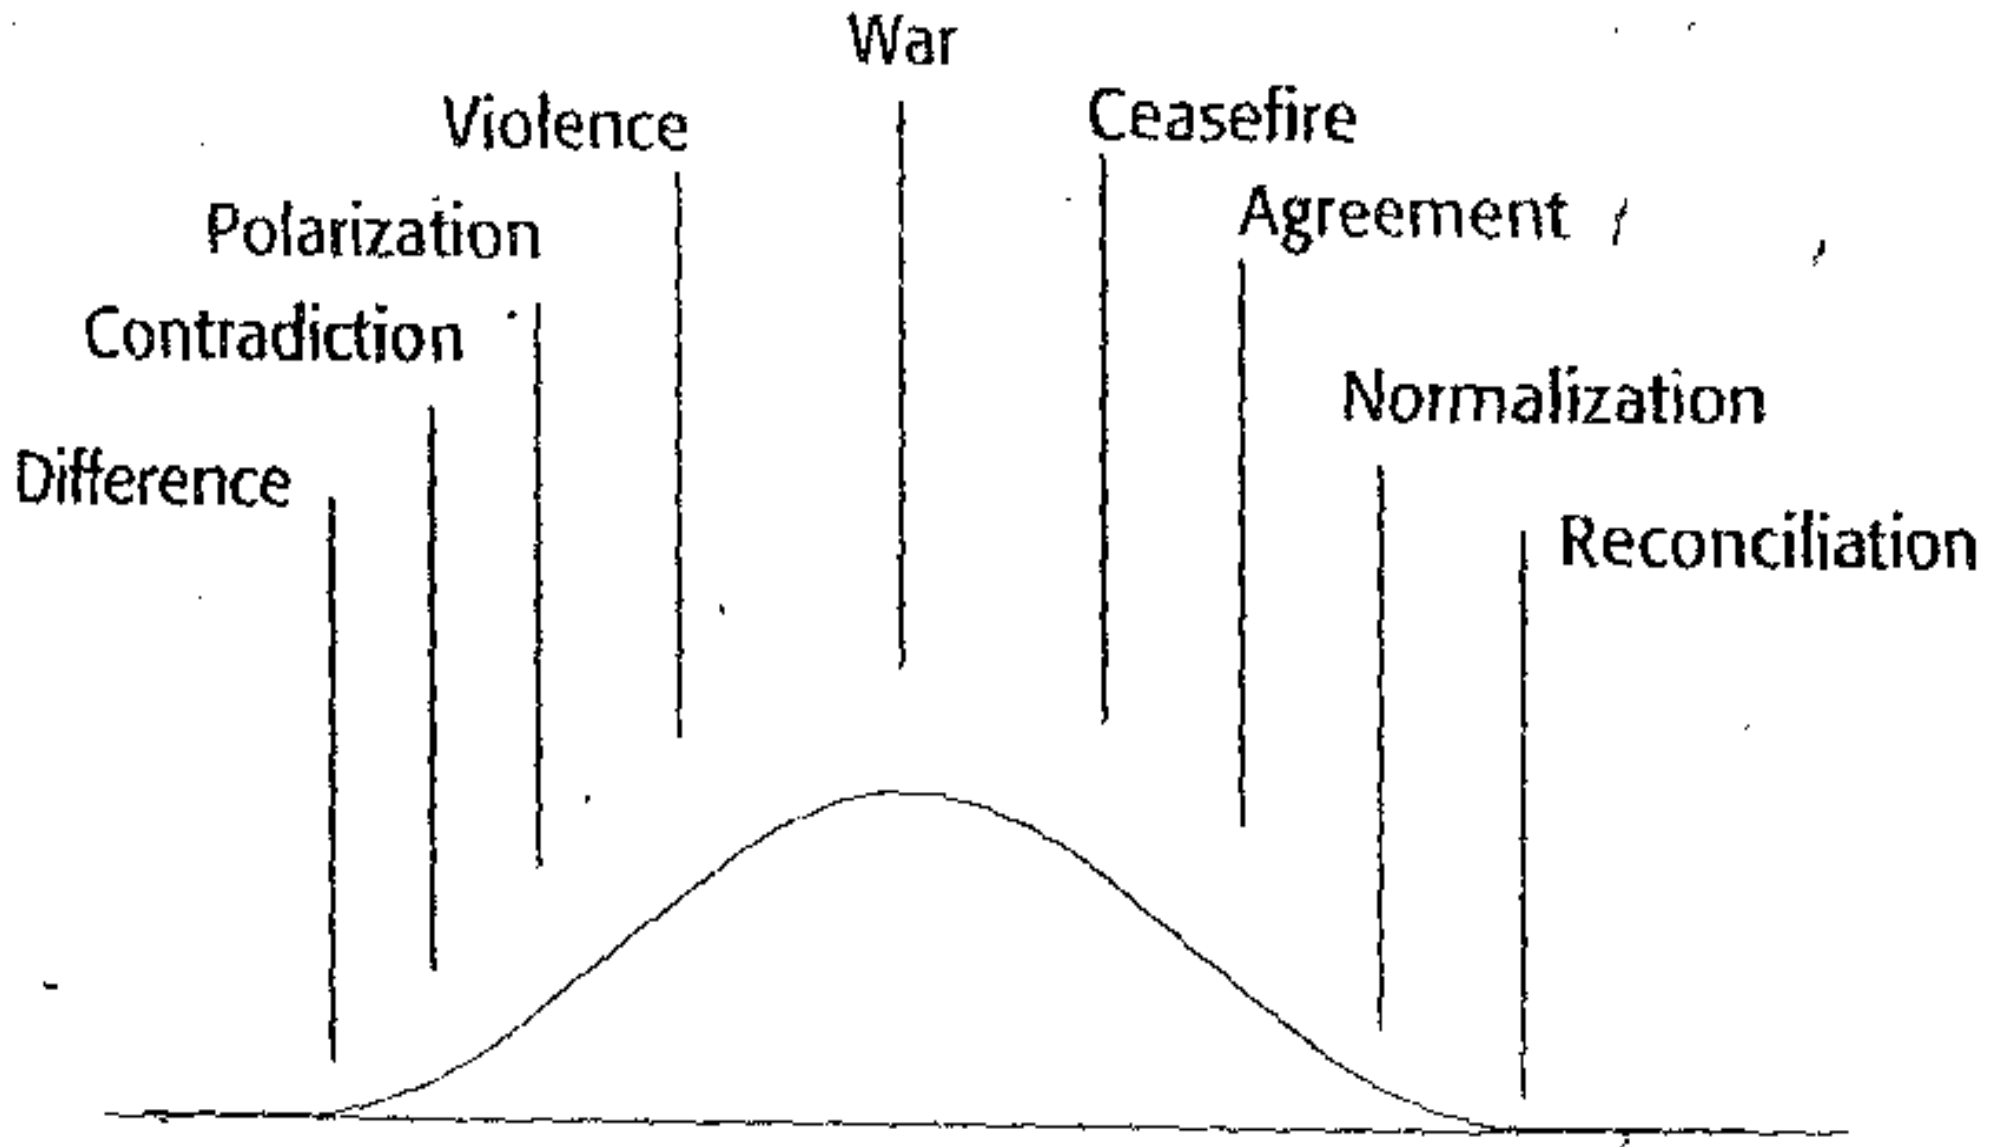 War
Violence
Ceasefire
Polarization
Agreement
Contradiction
Normalization
Difference
Reconciliation